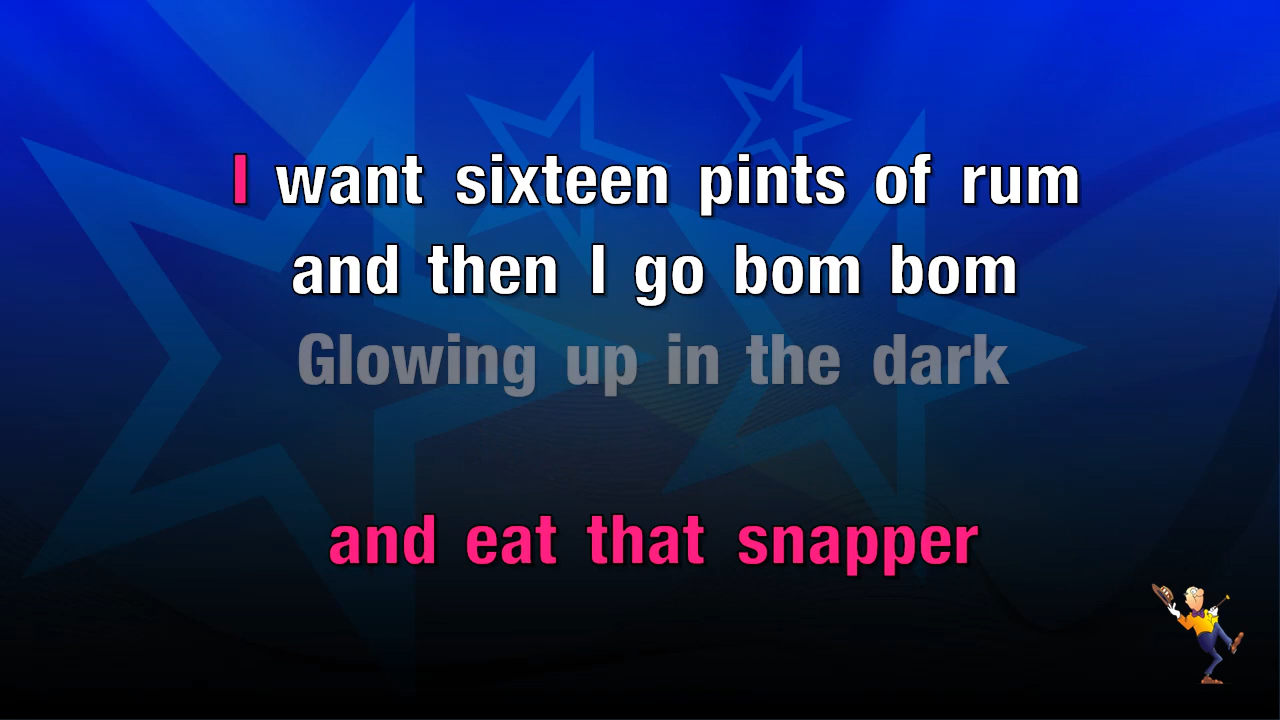 I want sixteen pints of rum
and then I go bom bom
Glowing up in the dark
and eat that snapper